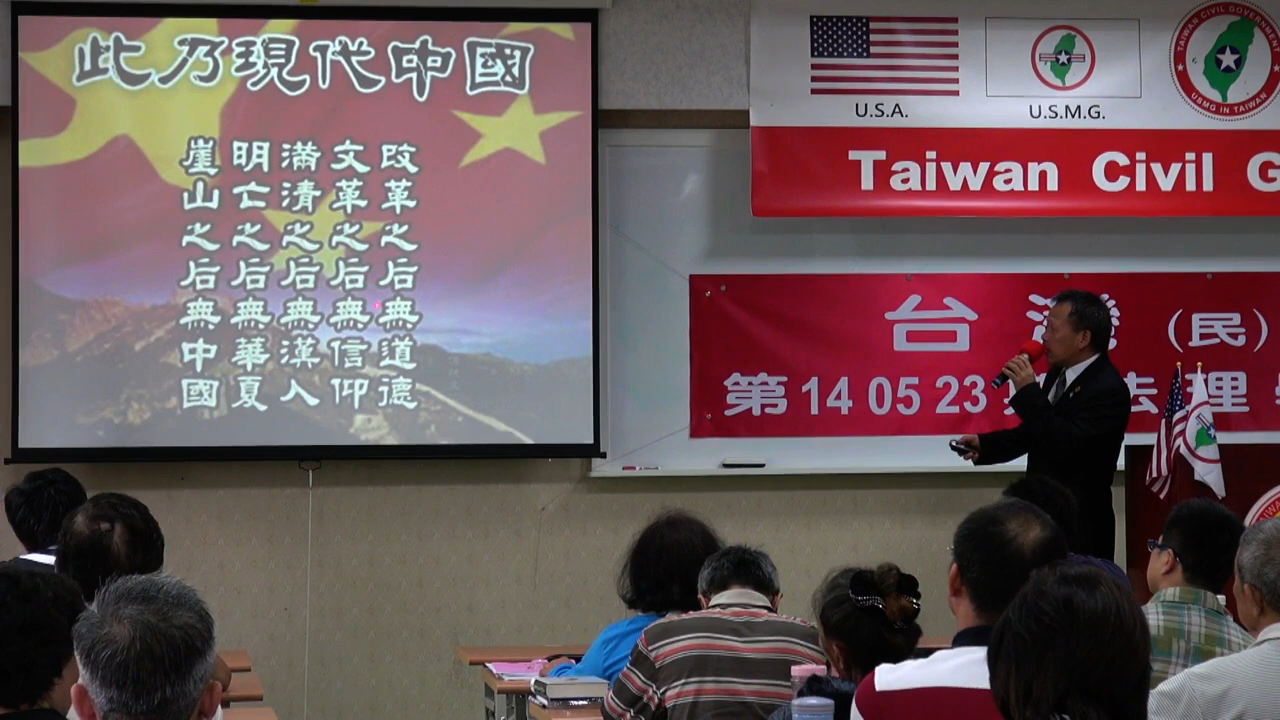 此乃現代中國
崖山之后無中國
明亡之后無華夏
滿清之后無漢人
文革之后無信仰
改革之后無道德
U.S.A.
U.S.M.G.
TAIWAN CIVIL GOVERNMENT
USMG IN TAIWAN
Taiwan Civil G
台灣(民)
第 14 05 23 法理